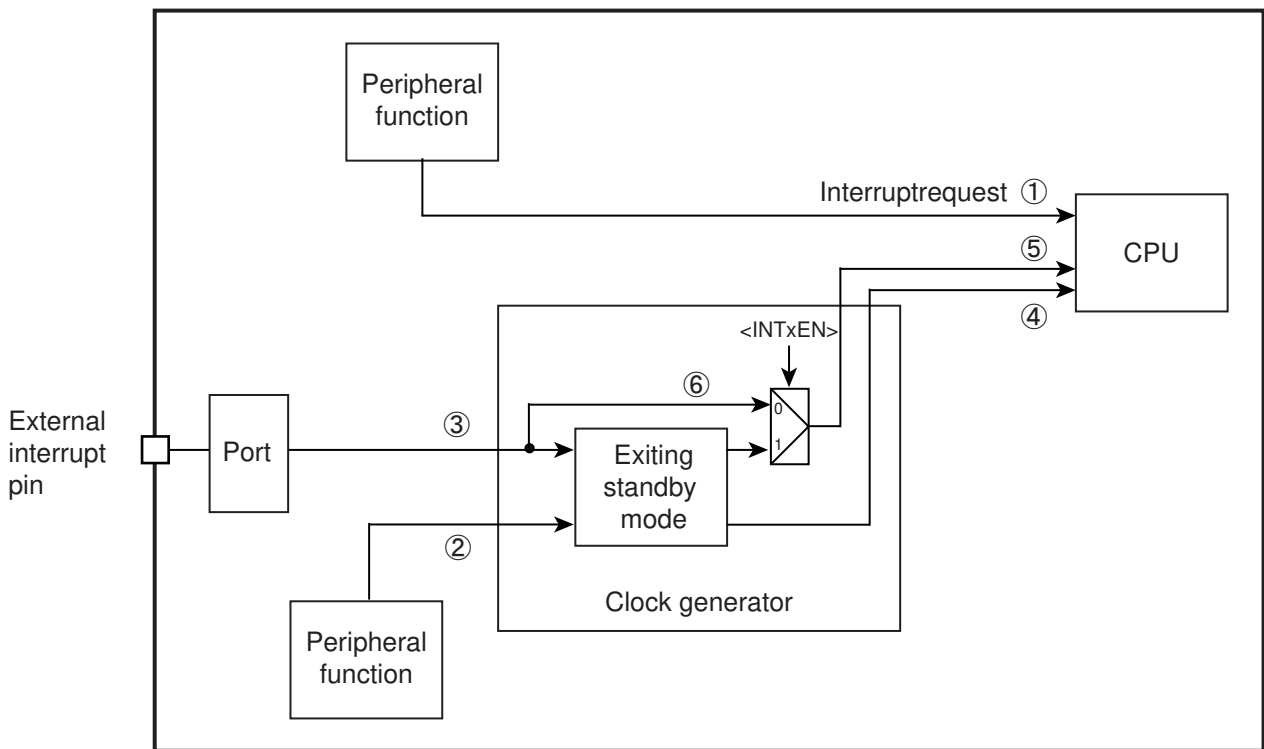 Peripheral
function
Interruptrequest ①
CPU
⑤
④
<INTxEN>
⑥
0
1
External
interrupt
pin
Port
③
Exiting
standby
mode
②
Clock generator
Peripheral
function